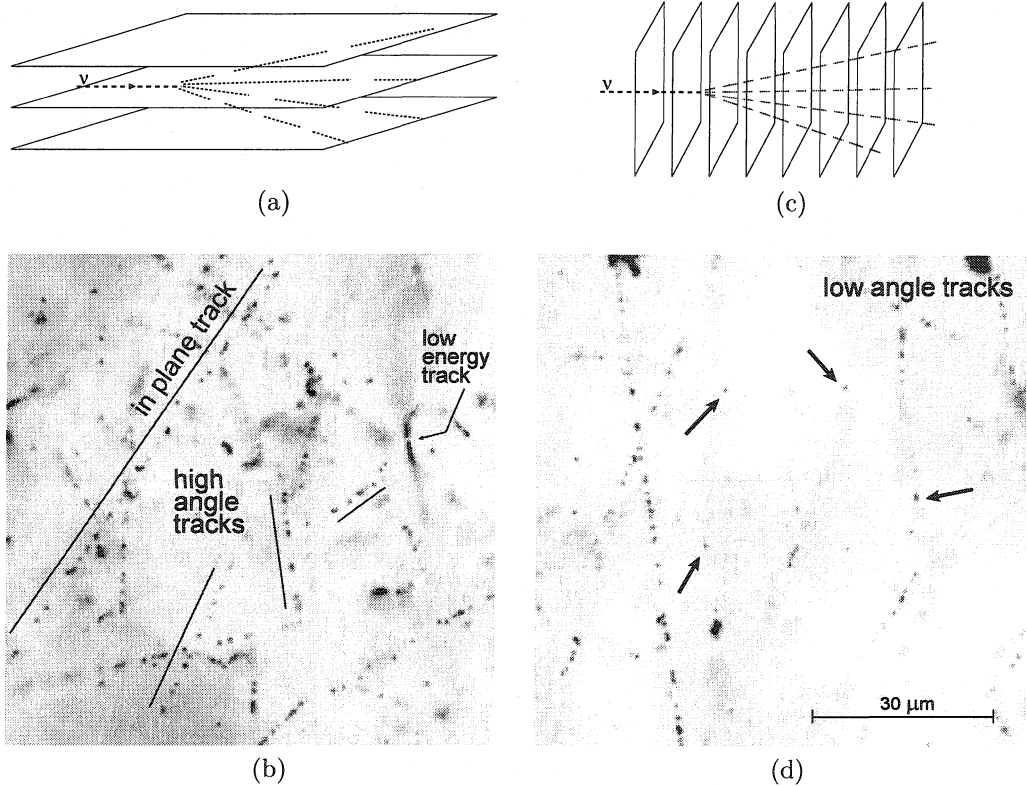 ν
(a)
ν
(c)
in plane track
low
energy
track
high
angle
tracks
(b)
low angle tracks
30 μm
(d)